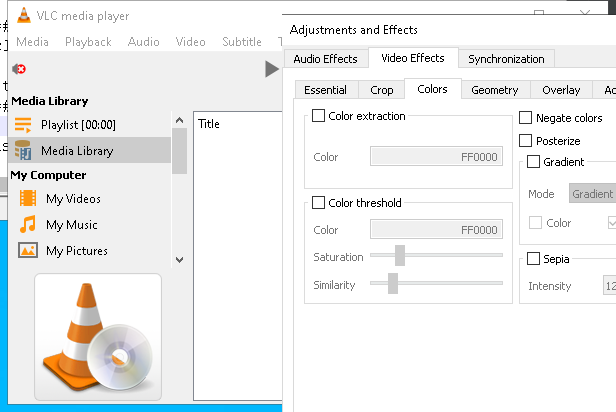 VLC media player
Media Playback Audio Video Subtitle
Media Library
Playlist [00:00]
Media Library
My Computer
My Videos
My Music
My Pictures
Title
Adjustments and Effects
Audio Effects Video Effects Synchronization
Essential Crop Colors Geometry Overlay
Color extraction
Color FF0000
Color threshold
Color FF0000
Saturation
Similarity
Negate colors
Posterize
Gradient
Mode Gradient
Color
Sepia
Intensity 12